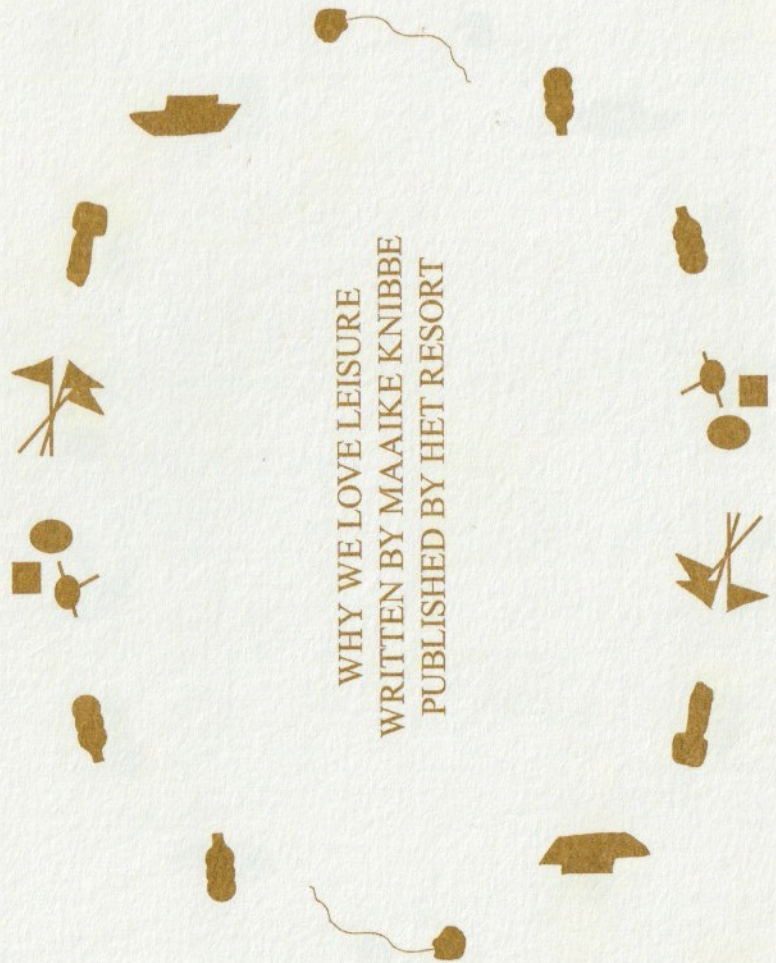 WHY WE LOVE LEISURE
WRITTEN BY MAAIKE KNIBBE
PUBLISHED BY HET RESORT